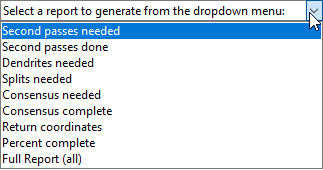 Select a report to generate from the dropdown menu:
Second passes needed
Second passes done
Dendrites needed
Splits needed
Consensus needed
Consensus complete
Return coordinates
Percent complete
Full Report (all)